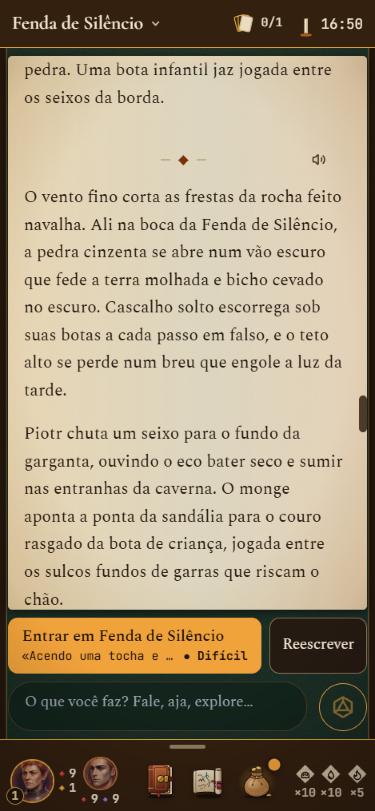 Fenda de Silêncio
0/1
16:50
pedra. Uma bota infantil jaz jogada entre
os seixos da borda.
O vento fino corta as frestas da rocha feito
navalha. Ali na boca da Fenda de Silêncio,
a pedra cinzenta se abre num vão escuro
que fede a terra molhada e bicho cevado
no escuro. Cascalho solto escorrega sob
suas botas a cada passo em falso, e o teto
alto se perde num breu que engole a luz da
tarde.
Piotr chuta um seixo para o fundo da
garganta, ouvindo o eco bater seco e sumir
nas entranhas da caverna. O monge
aponta a ponta da sandália para o couro
rasgado da bota de criança, jogada entre
os sulcos fundos de garras que riscam o
chão.
Entrar em Fenda de Silêncio
«Acendo uma tocha e … • Difícil
Reescrever
O que você faz? Fale, aja, explore…
1
9
1
9 9
×10 ×10 ×5